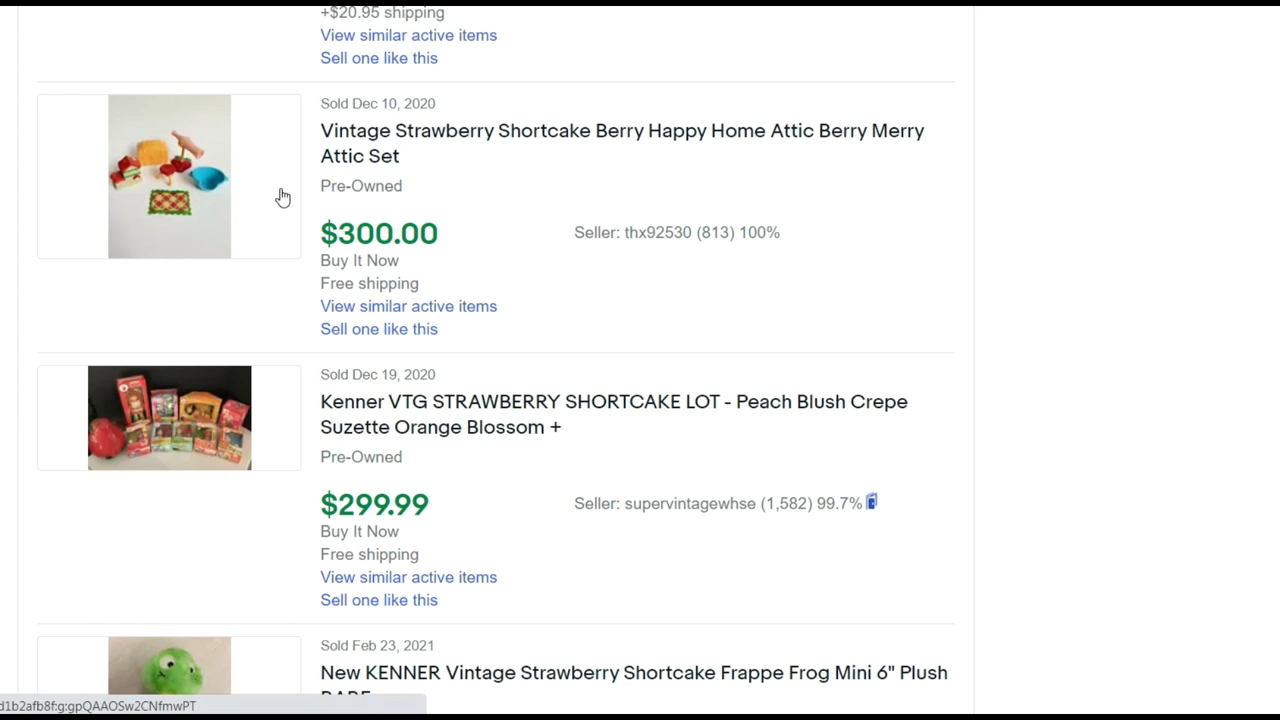 +$20.95 shipping
View similar active items
Sell one like this
Sold Dec 10, 2020
Vintage Strawberry Shortcake Berry Happy Home Attic Berry Merry
Attic Set
Pre-Owned
$300.00
Seller: thx92530 (813) 100%
Buy It Now
Free shipping
View similar active items
Sell one like this
Sold Dec 19, 2020
Kenner VTG STRAWBERRY SHORTCAKE LOT - Peach Blush Crepe
Suzette Orange Blossom +
Pre-Owned
$299.99
Seller: supervintagewhse (1,582) 99.7%
Buy It Now
Free shipping
View similar active items
Sell one like this
Sold Feb 23, 2021
New KENNER Vintage Strawberry Shortcake Frappe Frog Mini 6" Plush
RARE
d1b2afb8f:g:gpQAAOSw2CNfmwPT